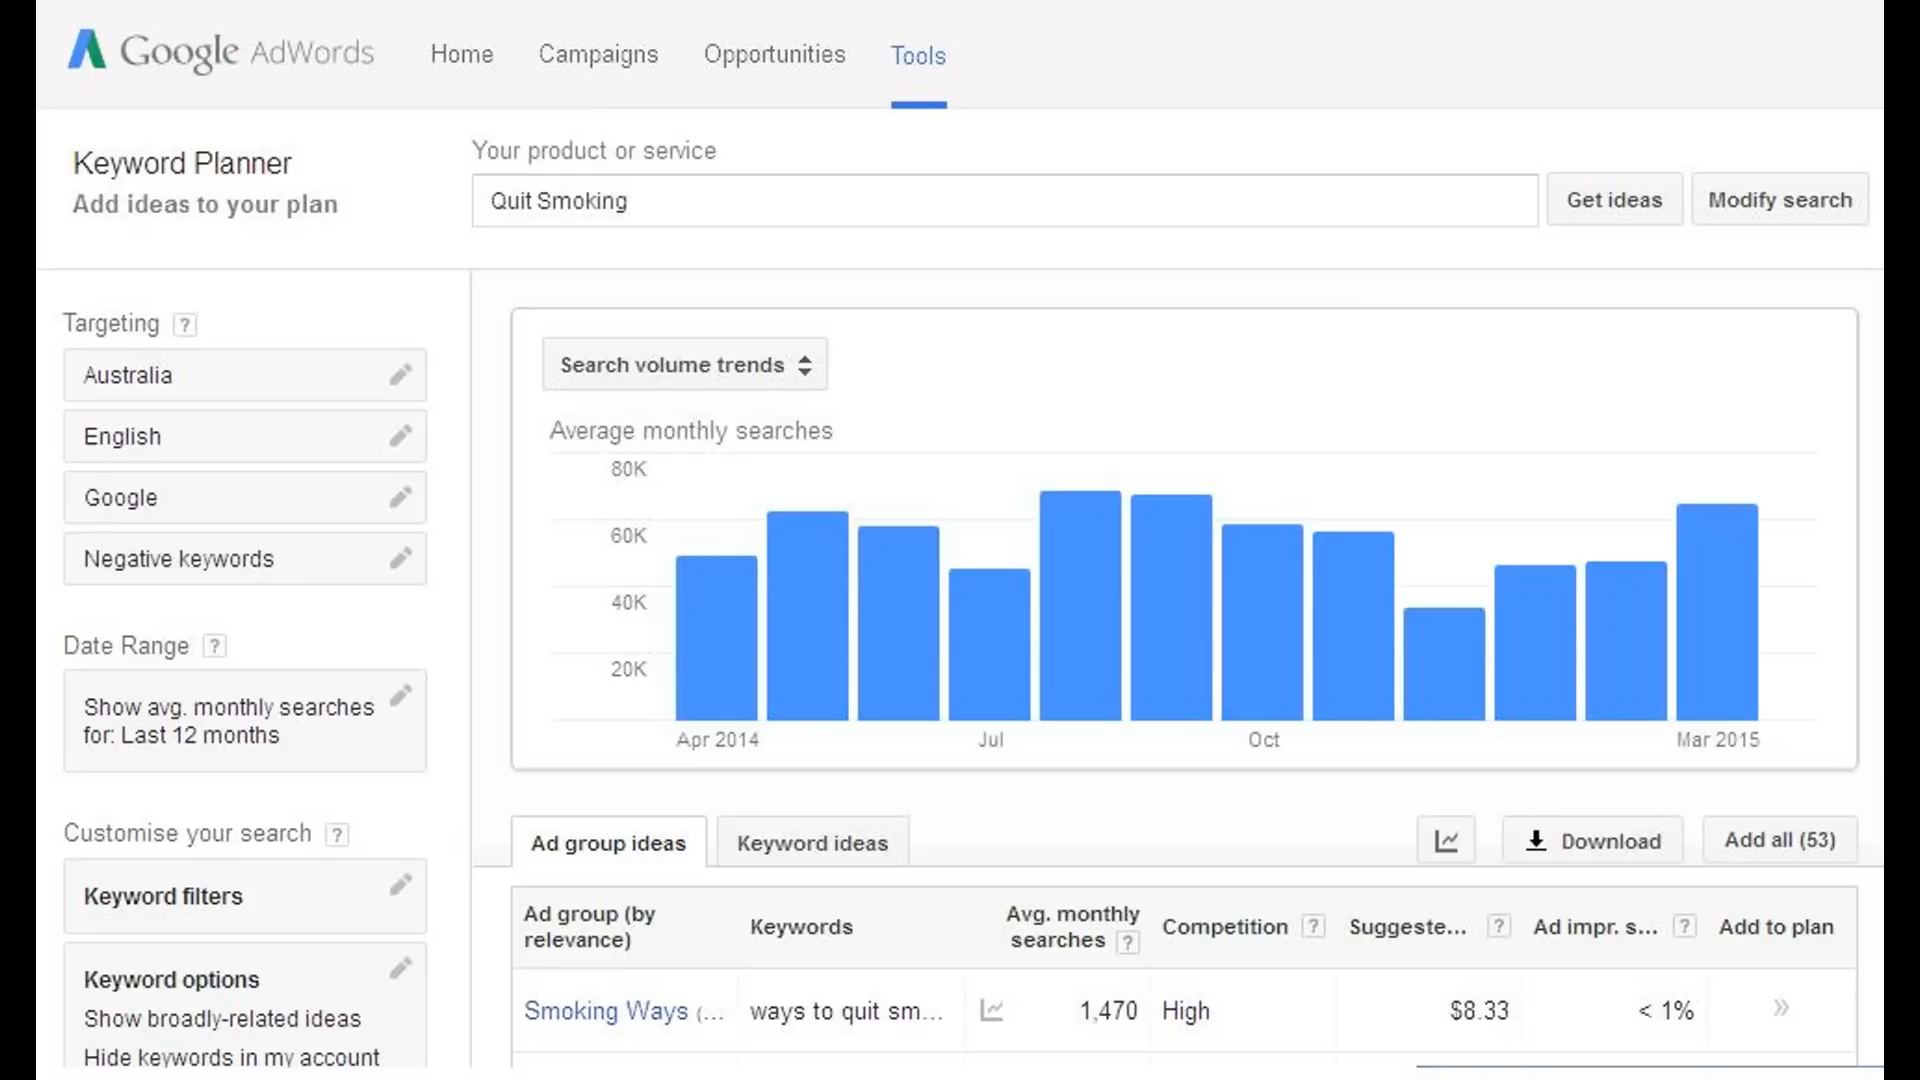 Google AdWords
Home
Campaigns
Opportunities
Tools
Keyword Planner
Add ideas to your plan
Your product or service
Quit Smoking
Get ideas
Modify search
Targeting ?
Australia
English
Google
Negative keywords
Date Range ?
Show avg. monthly searches
for: Last 12 months
Customise your search ?
Keyword filters
Keyword options
Show broadly-related ideas
Hide keywords in my account
Search volume trends
Average monthly searches
80K
60K
40K
20K
Apr 2014
Jul
Oct
Mar 2015
Ad group ideas
Keyword ideas
Download
Add all (53)
Ad group (by
relevance)
Keywords
Avg. monthly
searches ?
Competition ?
Suggeste... ?
Ad impr. s... ?
Add to plan
Smoking Ways (...
ways to quit sm...
1,470
High
$8.33
< 1%
»